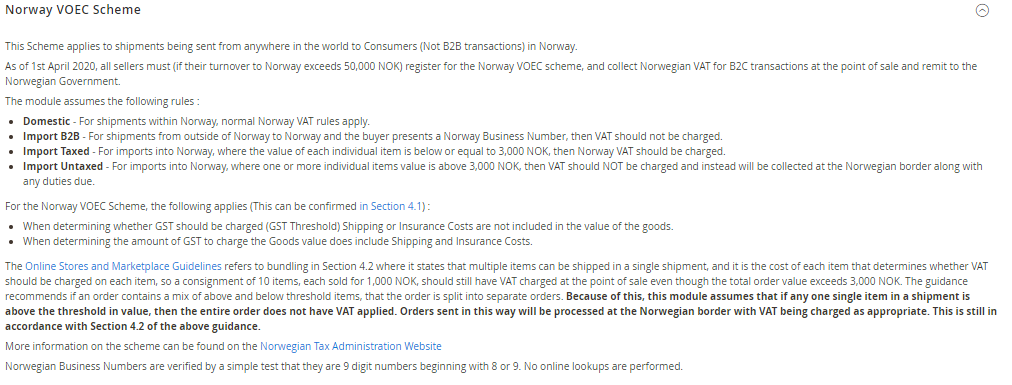 Norway VOEC Scheme
This Scheme applies to shipments being sent from anywhere in the world to Consumers (Not B2B transactions) in Norway.
As of 1st April 2020, all sellers must (if their turnover to Norway exceeds 50,000 NOK) register for the Norway VOEC scheme, and collect Norwegian VAT for B2C transactions at the point of sale and remit to the
Norwegian Government.
The module assumes the following rules :
• Domestic - For shipments within Norway, normal Norway VAT rules apply.
• Import B2B - For shipments from outside of Norway to Norway and the buyer presents a Norway Business Number, then VAT should not be charged.
• Import Taxed - For imports into Norway, where the value of each individual item is below or equal to 3,000 NOK, then Norway VAT should be charged.
• Import Untaxed - For imports into Norway, where one or more individual items value is above 3,000 NOK, then VAT should NOT be charged and instead will be collected at the Norwegian border along with
any duties due.
For the Norway VOEC Scheme, the following applies (This can be confirmed in Section 4.1) :
• When determining whether GST should be charged (GST Threshold) Shipping or Insurance Costs are not included in the value of the goods.
• When determining the amount of GST to charge the Goods value does include Shipping and Insurance Costs.
The Online Stores and Marketplace Guidelines refers to bundling in Section 4.2 where it states that multiple items can be shipped in a single shipment, and it is the cost of each item that determines whether VAT
should be charged on each item, so a consignment of 10 items, each sold for 1,000 NOK, should still have VAT charged at the point of sale even though the total order value exceeds 3,000 NOK. The guidance
recommends if an order contains a mix of above and below threshold items, that the order is split into separate orders. Because of this, this module assumes that if any one single item in a shipment is
above the threshold in value, then the entire order does not have VAT applied. Orders sent in this way will be processed at the Norwegian border with VAT being charged as appropriate. This is still in
accordance with Section 4.2 of the above guidance.
More information on the scheme can be found on the Norwegian Tax Administration Website
Norwegian Business Numbers are verified by a simple test that they are 9 digit numbers beginning with 8 or 9. No online lookups are performed.